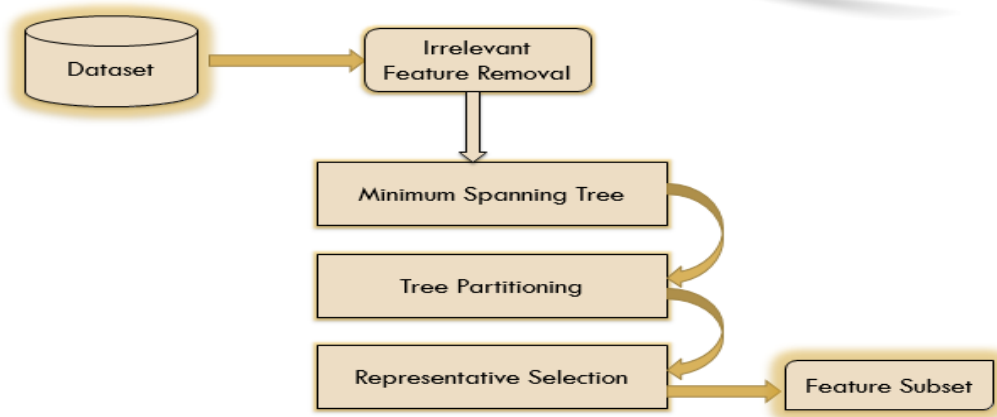 Dataset
Irrelevant
Feature Removal
Minimum Spanning Tree
Tree Partitioning
Representative Selection
Feature Subset